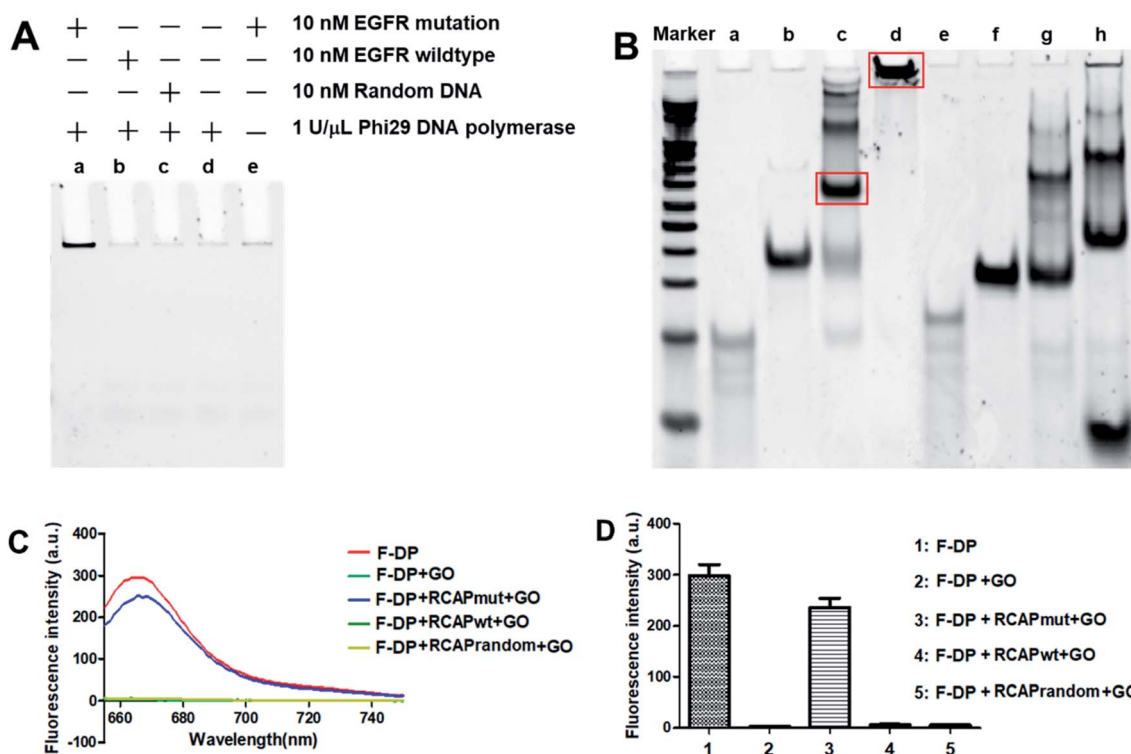 A
+ − − − + 10 nM EGFR mutation
− + − − − 10 nM EGFR wildtype
− − + − − 10 nM Random DNA
+ + + + − 1 U/μL Phi29 DNA polymerase
a b c d e
B
Marker a b c d e f g h
C
Fluorescence intensity (a.u.)
400
300
200
100
0
-100
660 680 700 720 740
Wavelength(nm)
F-DP
F-DP+GO
F-DP+RCAPmut+GO
F-DP+RCAPwt+GO
F-DP+RCAPrandom+GO
D
Fluorescence intensity (a.u.)
400
300
200
100
0
1 2 3 4 5
1: F-DP
2: F-DP +GO
3: F-DP + RCAPmut+GO
4: F-DP + RCAPwt+GO
5: F-DP + RCAPrandom+GO